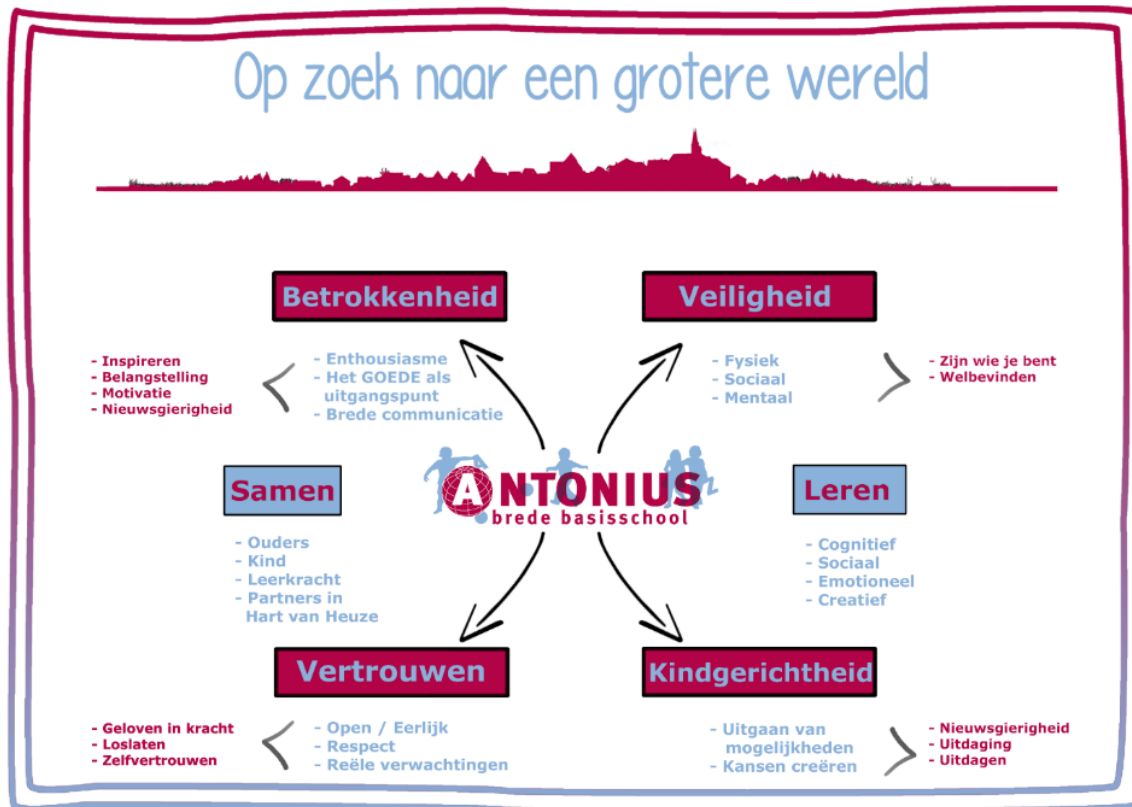 Op zoek naar een grotere wereld
Betrokkenheid
- Inspireren
- Belangstelling
- Motivatie
- Nieuwsgierigheid
- Enthousiasme
- Het GOEDE als
uitgangspunt
- Brede communicatie
Veiligheid
- Fysiek
- Sociaal
- Mentaal
- Zijn wie je bent
- Welbevinden
Samen
- Ouders
- Kind
- Leerkracht
- Partners in
Hart van Heuze
ANTONIUS
brede basisschool
Leren
- Cognitief
- Sociaal
- Emotioneel
- Creatief
Vertrouwen
- Geloven in kracht
- Loslaten
- Zelfvertrouwen
- Open / Eerlijk
- Respect
- Reële verwachtingen
Kindgerichtheid
- Uitgaan van
mogelijkheden
- Kansen creëren
- Nieuwsgierigheid
- Uitdaging
- Uitdagen